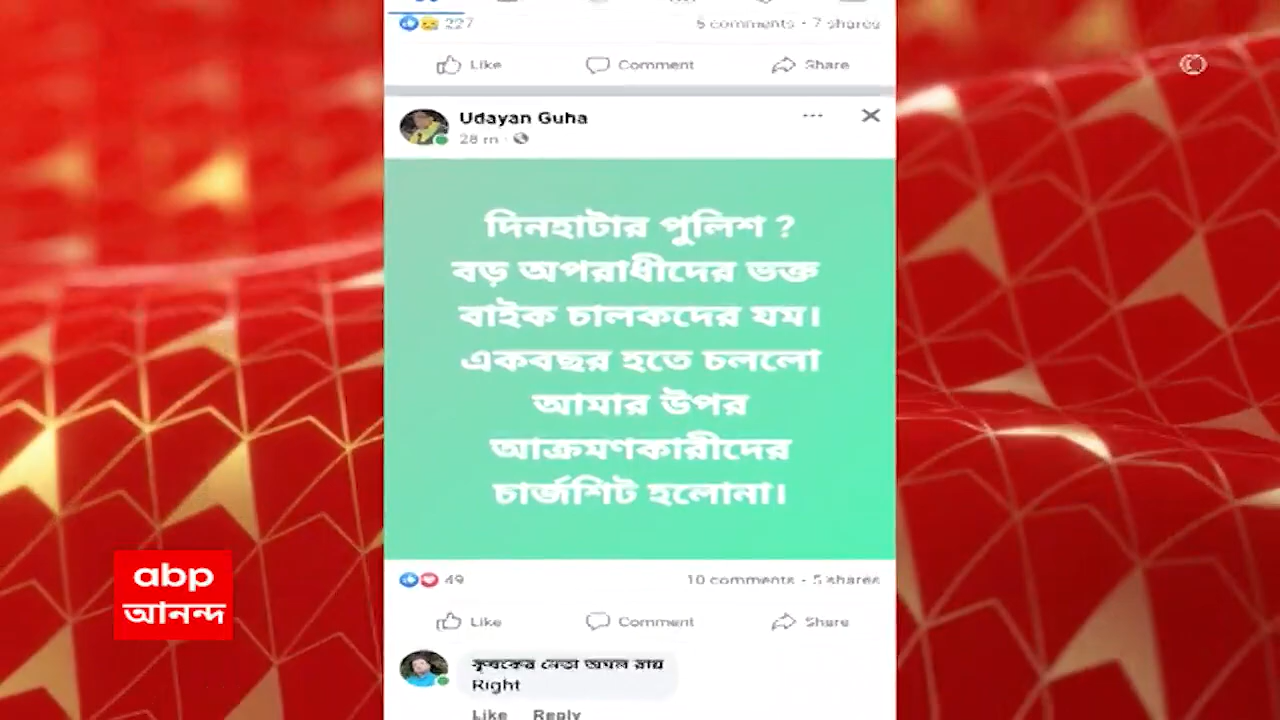 227
5 comments · 7 shares
Like Comment Share
Udayan Guha
28 m ·
দিনহাটার পুলিশ ?
বড় অপরাধীদের ভক্ত
বাইক চালকদের যম।
একবছর হতে চললো
আমার উপর
আক্রমণকারীদের
চার্জশিট হলোনা।
abp
আনন্দ
49
10 comments · 5 shares
Like Comment Share
কৃষকের নেতা অমল রায়
Right
Like Reply